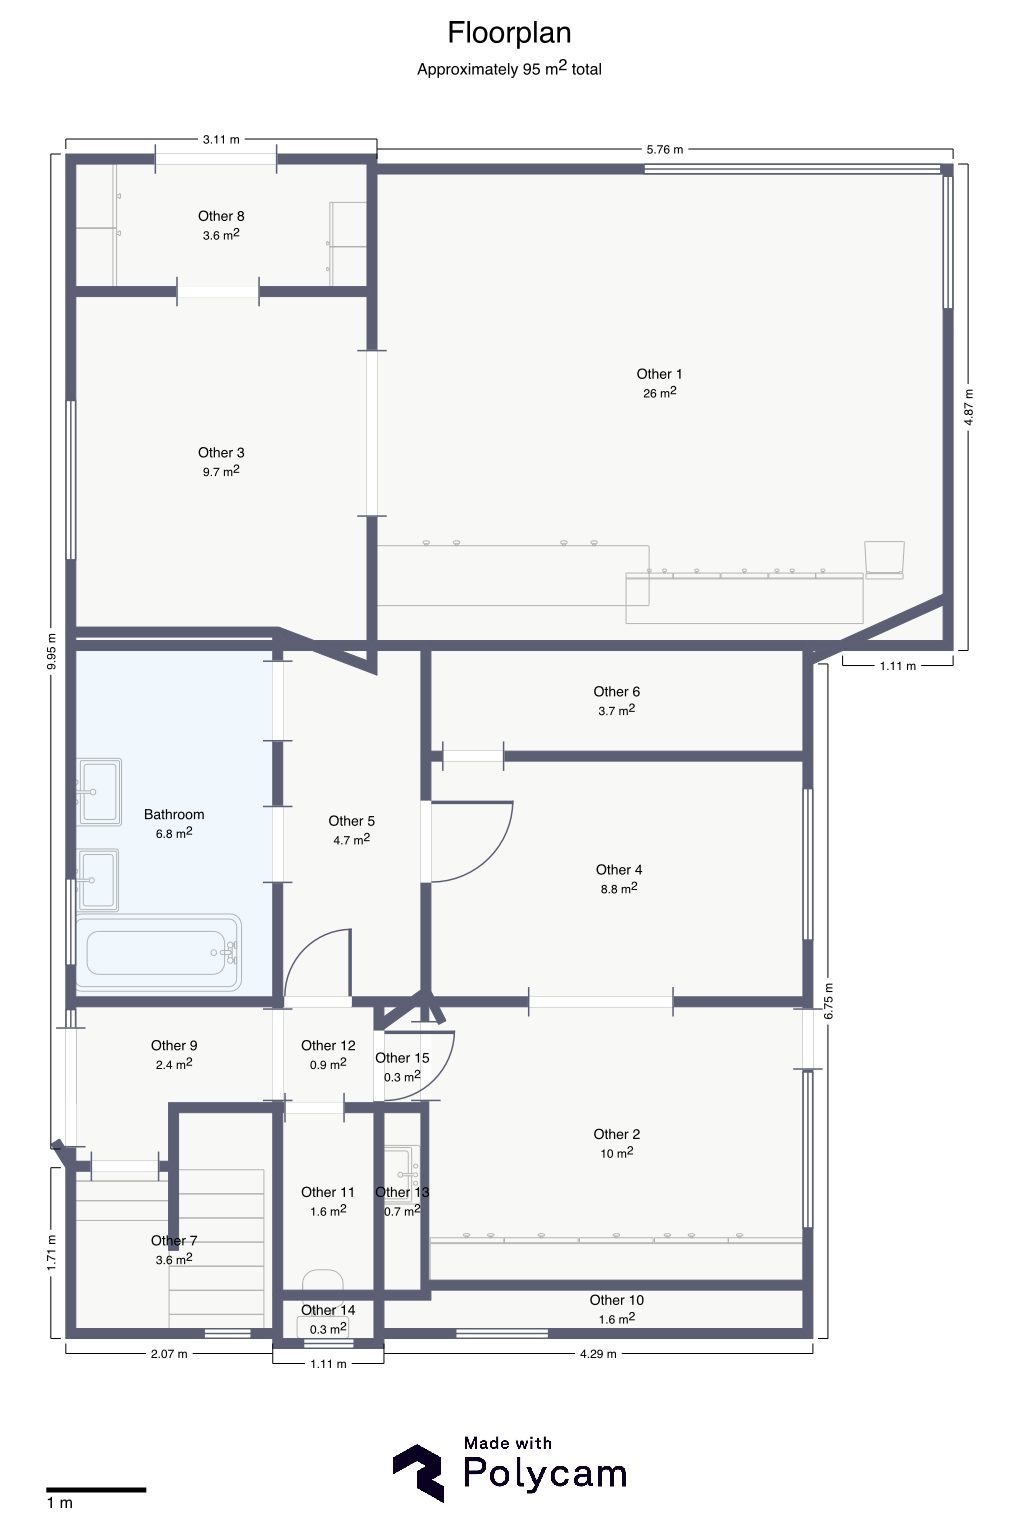 Floorplan
Approximately 95 m2 total
3.11 m
5.76 m
Other 8
3.6 m2
Other 1
26 m2
4.87 m
Other 3
9.7 m2
9.95 m
1.11 m
Other 6
3.7 m2
Bathroom
6.8 m2
Other 5
4.7 m2
Other 4
8.8 m2
6.75 m
Other 9
2.4 m2
Other 12
0.9 m2
Other 15
0.3 m2
Other 2
10 m2
Other 11
1.6 m2
Other 13
0.7 m2
Other 7
3.6 m2
1.71 m
Other 14
0.3 m2
Other 10
1.6 m2
2.07 m
1.11 m
4.29 m
Made with
Polycam
1 m